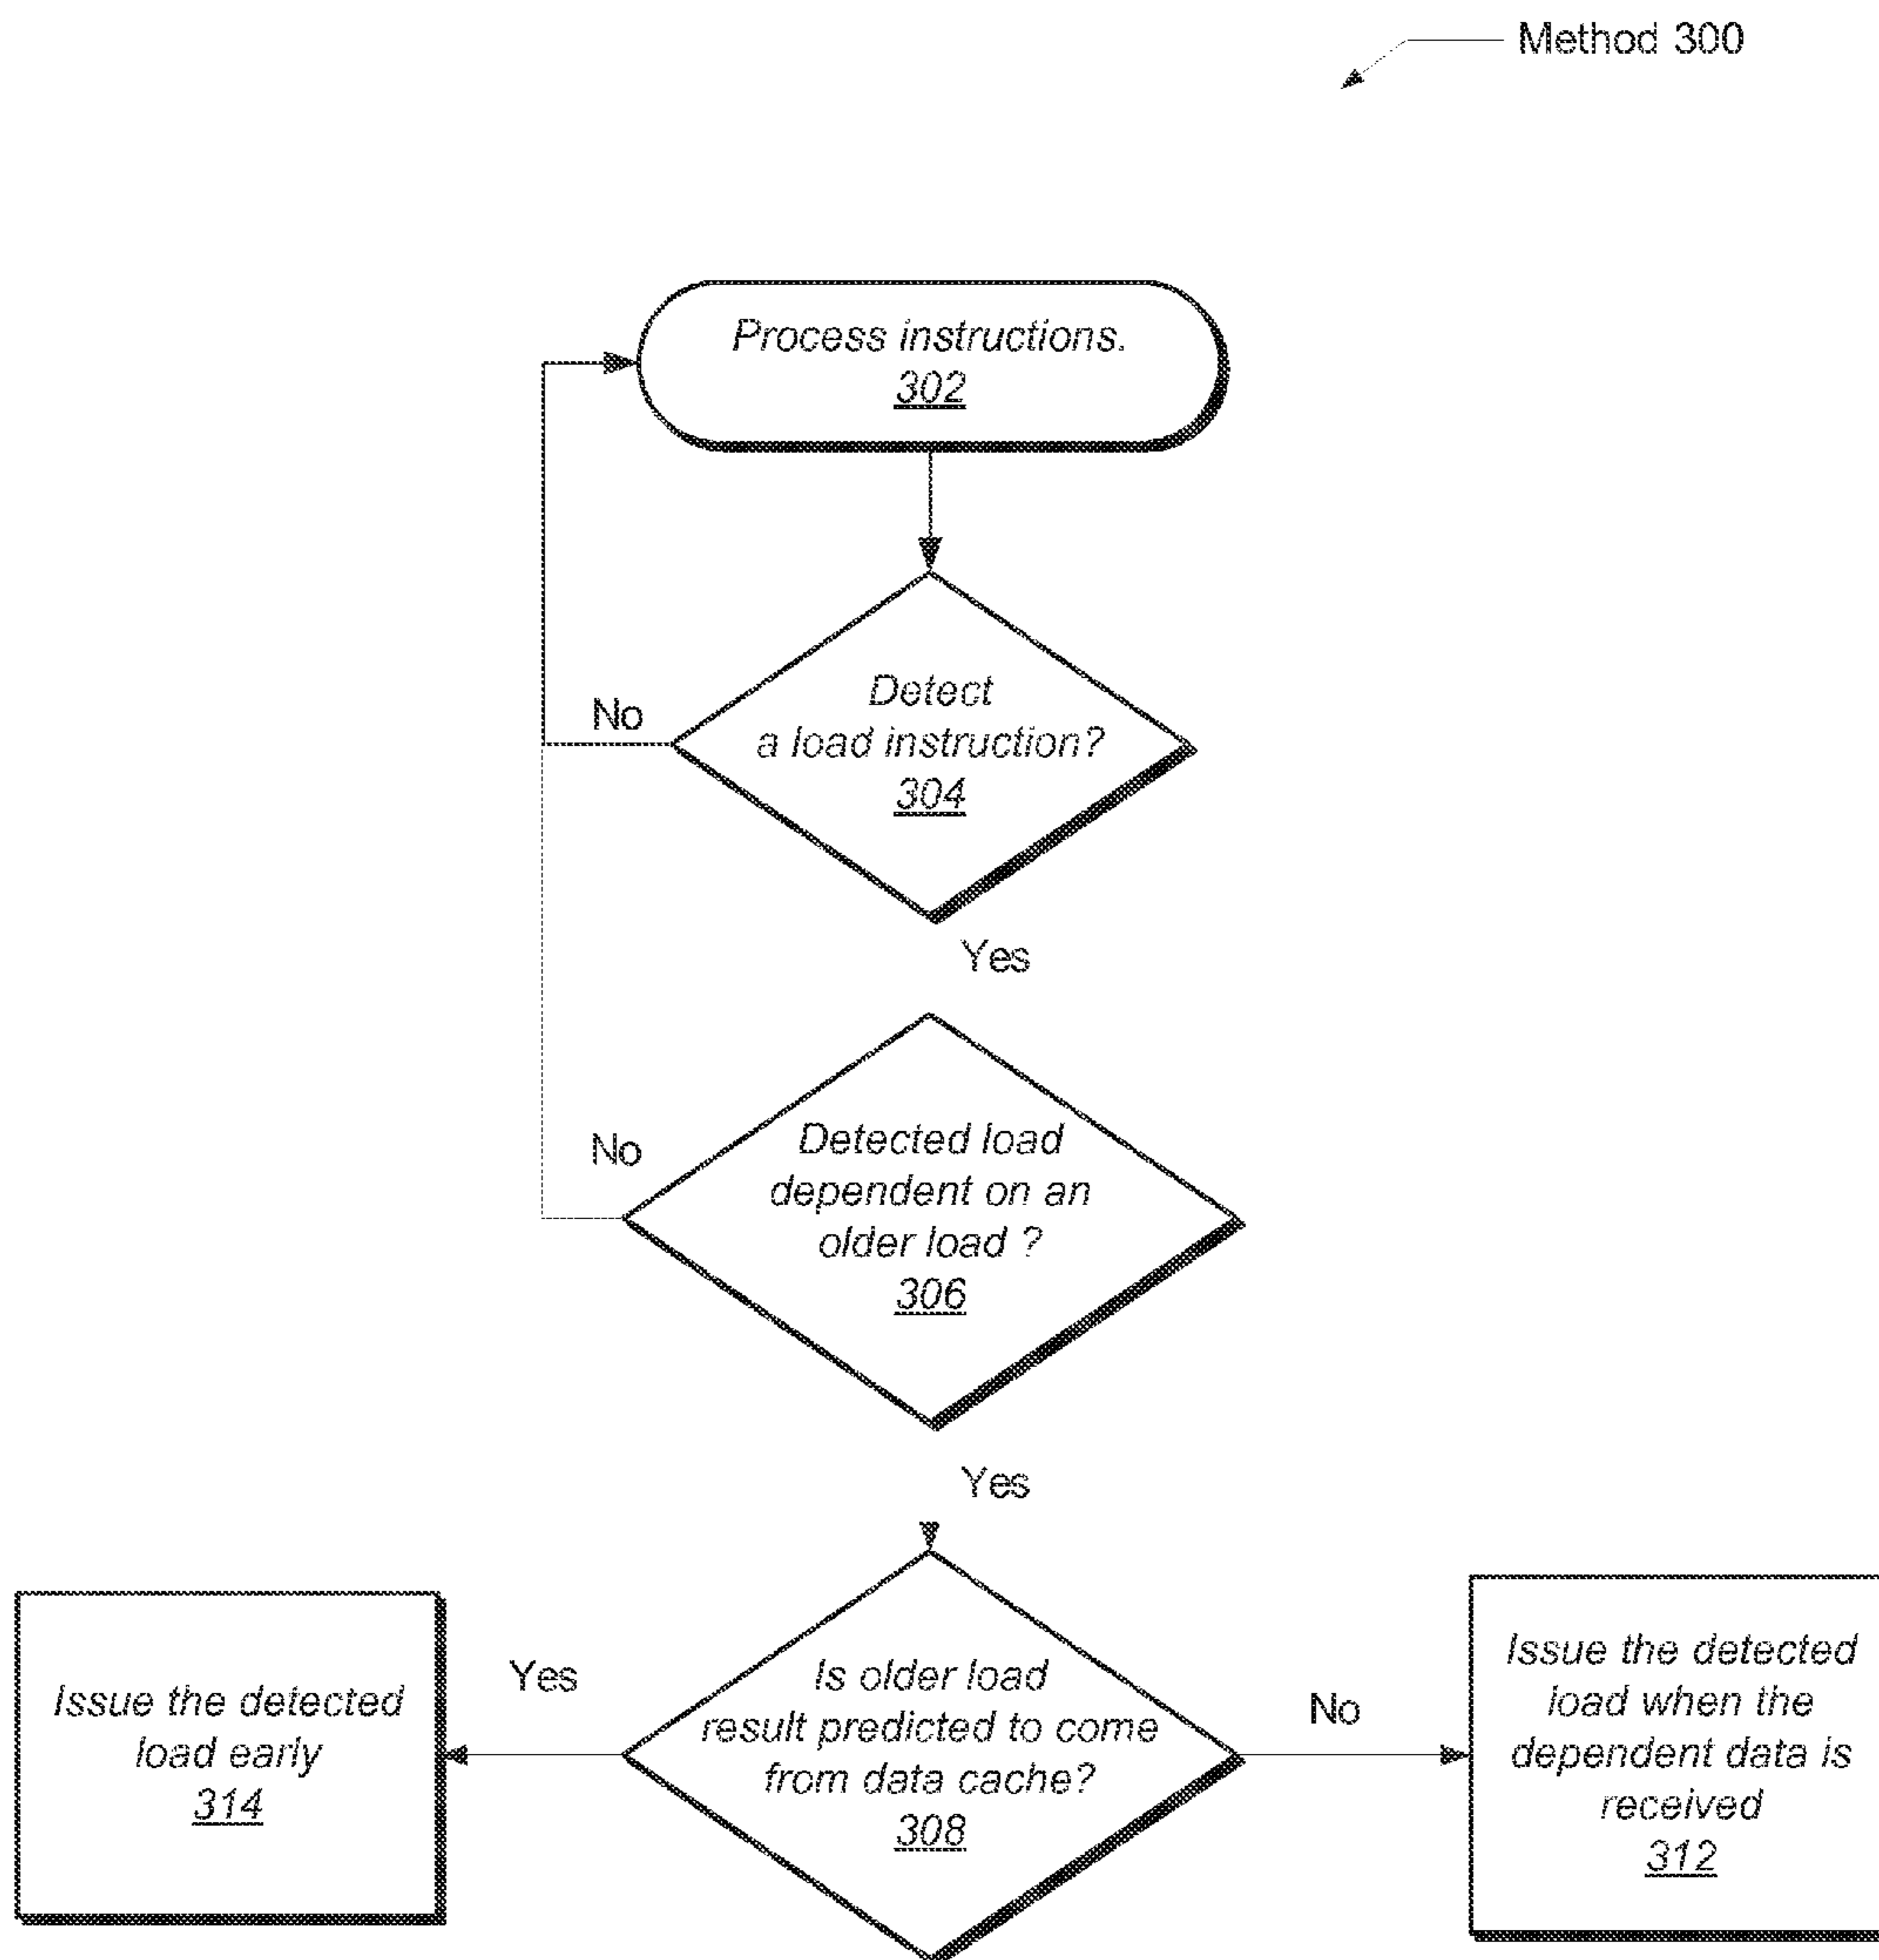 Method 300
Process instructions.
302
Detect
a load instruction?
304
No
Yes
Detected load
dependent on an
older load ?
306
No
Yes
Is older load
result predicted to come
from data cache?
308
Yes
No
Issue the detected
load early
314
Issue the detected
load when the
dependent data is
received
312